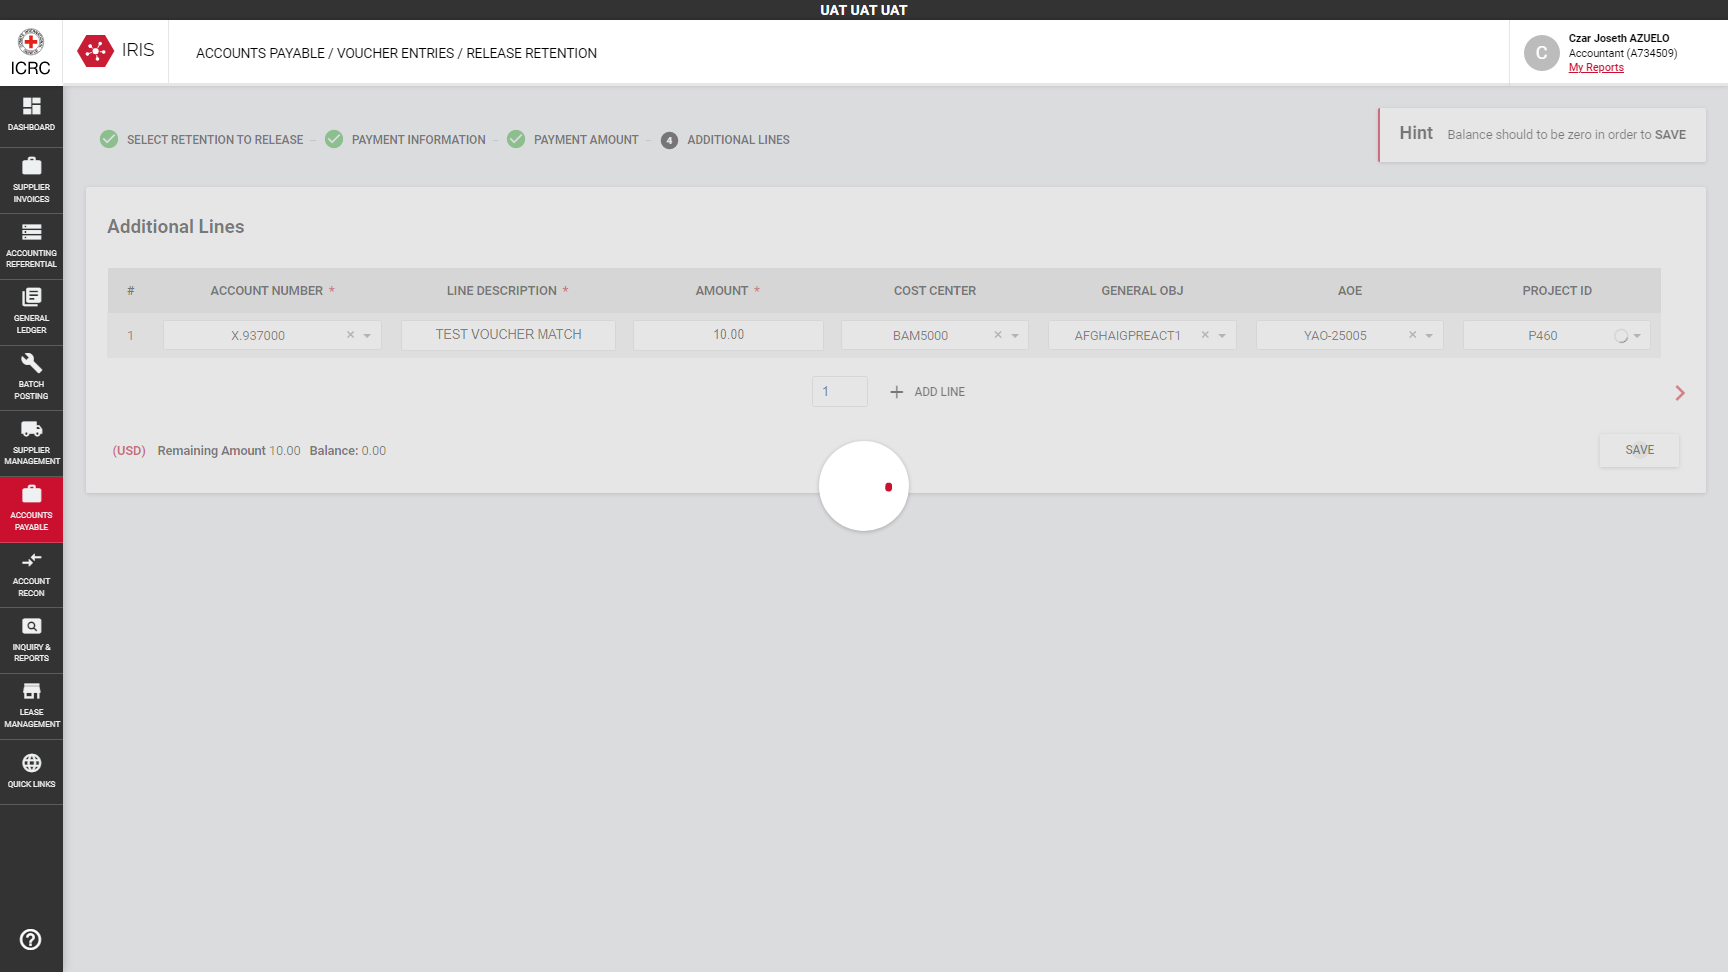 UAT UAT UAT
ICRC
IRIS
ACCOUNTS PAYABLE / VOUCHER ENTRIES / RELEASE RETENTION
C
Czar Joseth AZUELO
Accountant (A734509)
My Reports
DASHBOARD
SUPPLIER
INVOICES
ACCOUNTING
REFERENTIAL
GENERAL
LEDGER
BATCH
POSTING
SUPPLIER
MANAGEMENT
ACCOUNTS
PAYABLE
ACCOUNT
RECON
INQUIRY &
REPORTS
LEASE
MANAGEMENT
QUICK LINKS
SELECT RETENTION TO RELEASE
PAYMENT INFORMATION
PAYMENT AMOUNT
4 ADDITIONAL LINES
Hint Balance should to be zero in order to SAVE
Additional Lines
# ACCOUNT NUMBER * LINE DESCRIPTION * AMOUNT * COST CENTER GENERAL OBJ AOE PROJECT ID
1 X.937000 TEST VOUCHER MATCH 10.00 BAM5000 AFGHAIGPREACT1 YAO-25005 P460
1 ADD LINE
(USD) Remaining Amount 10.00 Balance: 0.00
SAVE